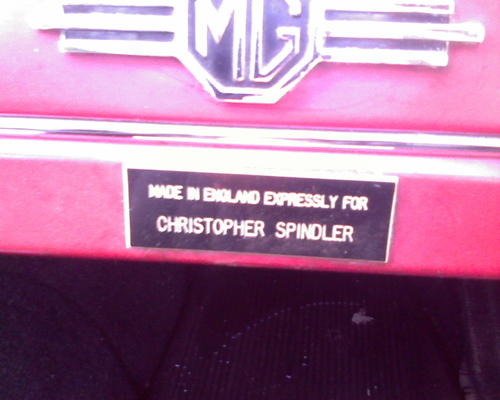 MG
MADE IN ENGLAND EXPRESSLY FOR
CHRISTOPHER SPINDLER